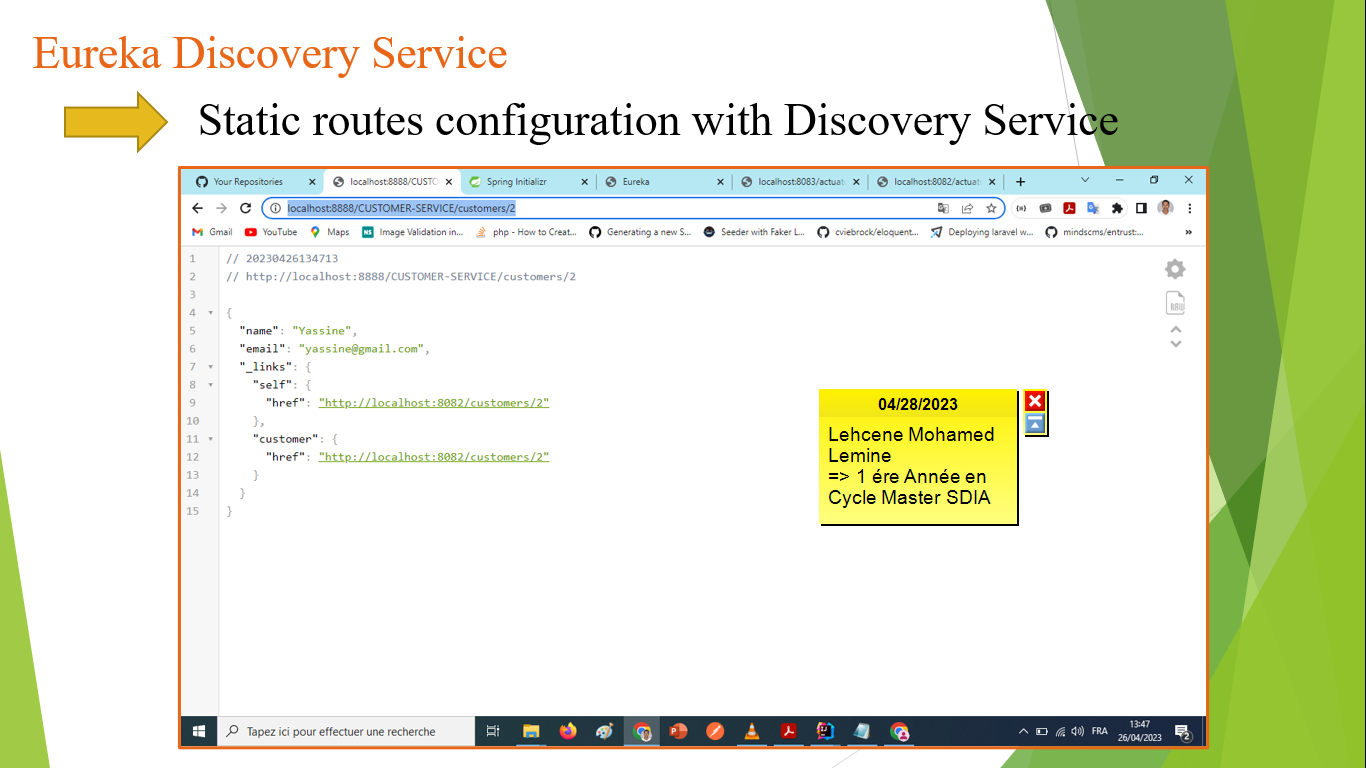 Eureka Discovery Service
Static routes configuration with Discovery Service
Your Repositories
localhost:8888/CUSTO
Spring Initializr
Eureka
localhost:8083/actuat
localhost:8082/actuat
localhost:8888/CUSTOMER-SERVICE/customers/2
Gmail
YouTube
Maps
NS
Image Validation in...
php - How to Creat...
Generating a new S...
Seeder with Faker L...
cviebrock/eloquent...
Deploying laravel w...
mindscms/entrust:...
»
1 // 20230426134713
2 // http://localhost:8888/CUSTOMER-SERVICE/customers/2
3
4 {
5 "name": "Yassine",
6 "email": "yassine@gmail.com",
7 "_links": {
8 "self": {
9 "href": "http://localhost:8082/customers/2"
10 },
11 "customer": {
12 "href": "http://localhost:8082/customers/2"
13 }
14 }
15 }
RAW
04/28/2023
Lehcene Mohamed
Lemine
=> 1 ére Année en
Cycle Master SDIA
Tapez ici pour effectuer une recherche
FRA
13:47
26/04/2023
2